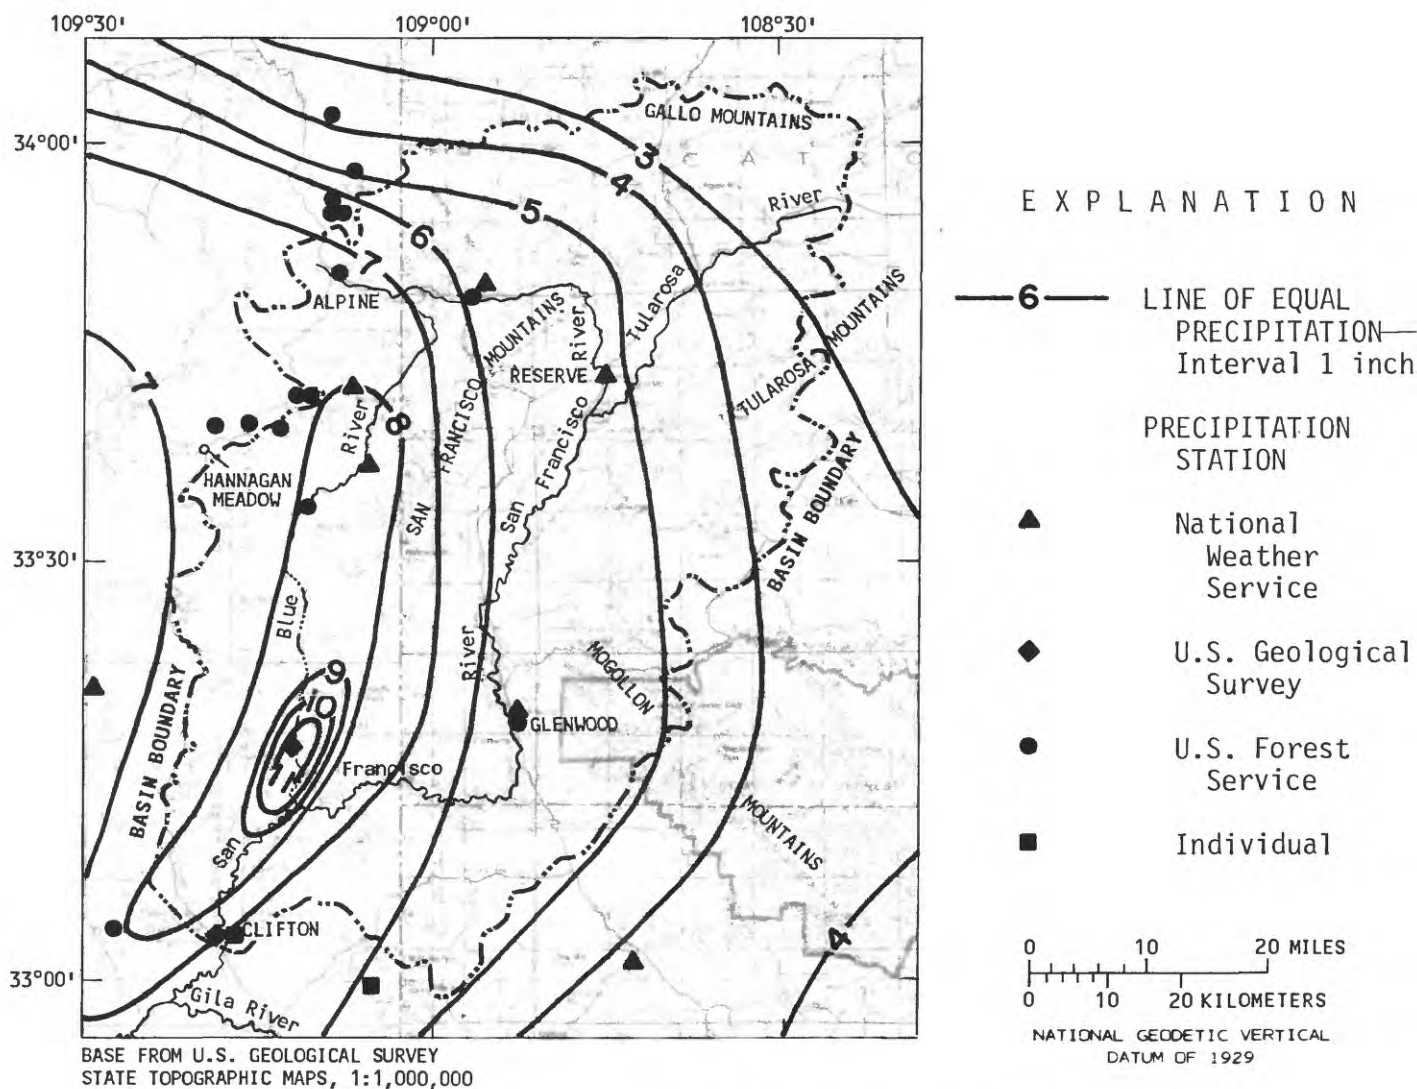 109°30'
109°00'
108°30'
34°00'
33°30'
33°00'
GALLO MOUNTAINS
C A T R O
3
4
5
6
7
River
Tularosa
ALPINE
MOUNTAINS
FRANCISCO
SAN
River
RESERVE
TULAROSA MOUNTAINS
7
8
River
HANNAGAN
MEADOW
San Francisco
River
BASIN BOUNDARY
Blue
9
10
MOGOLLON
MOUNTAINS
GLENWOOD
BASIN BOUNDARY
San Francisco
CLIFTON
Gila River
4
BASE FROM U.S. GEOLOGICAL SURVEY
STATE TOPOGRAPHIC MAPS, 1:1,000,000
EXPLANATION
6 LINE OF EQUAL
PRECIPITATION—
Interval 1 inch
PRECIPITATION
STATION
National
Weather
Service
U.S. Geological
Survey
U.S. Forest
Service
Individual
0 10 20 MILES
0 10 20 KILOMETERS
NATIONAL GEODETIC VERTICAL
DATUM OF 1929